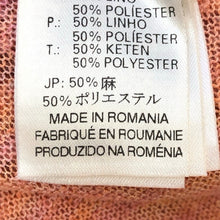 50% POLIÉSTER
P.: 50% LINHO
50% POLIÉSTER
T.: 50% KETEN
50% POLYESTER
JP: 50% 麻
50% ポリエステル
MADE IN ROMANIA
FABRIQUÉ EN ROUMANIE
PRODUZIDO NA ROMÉNIA